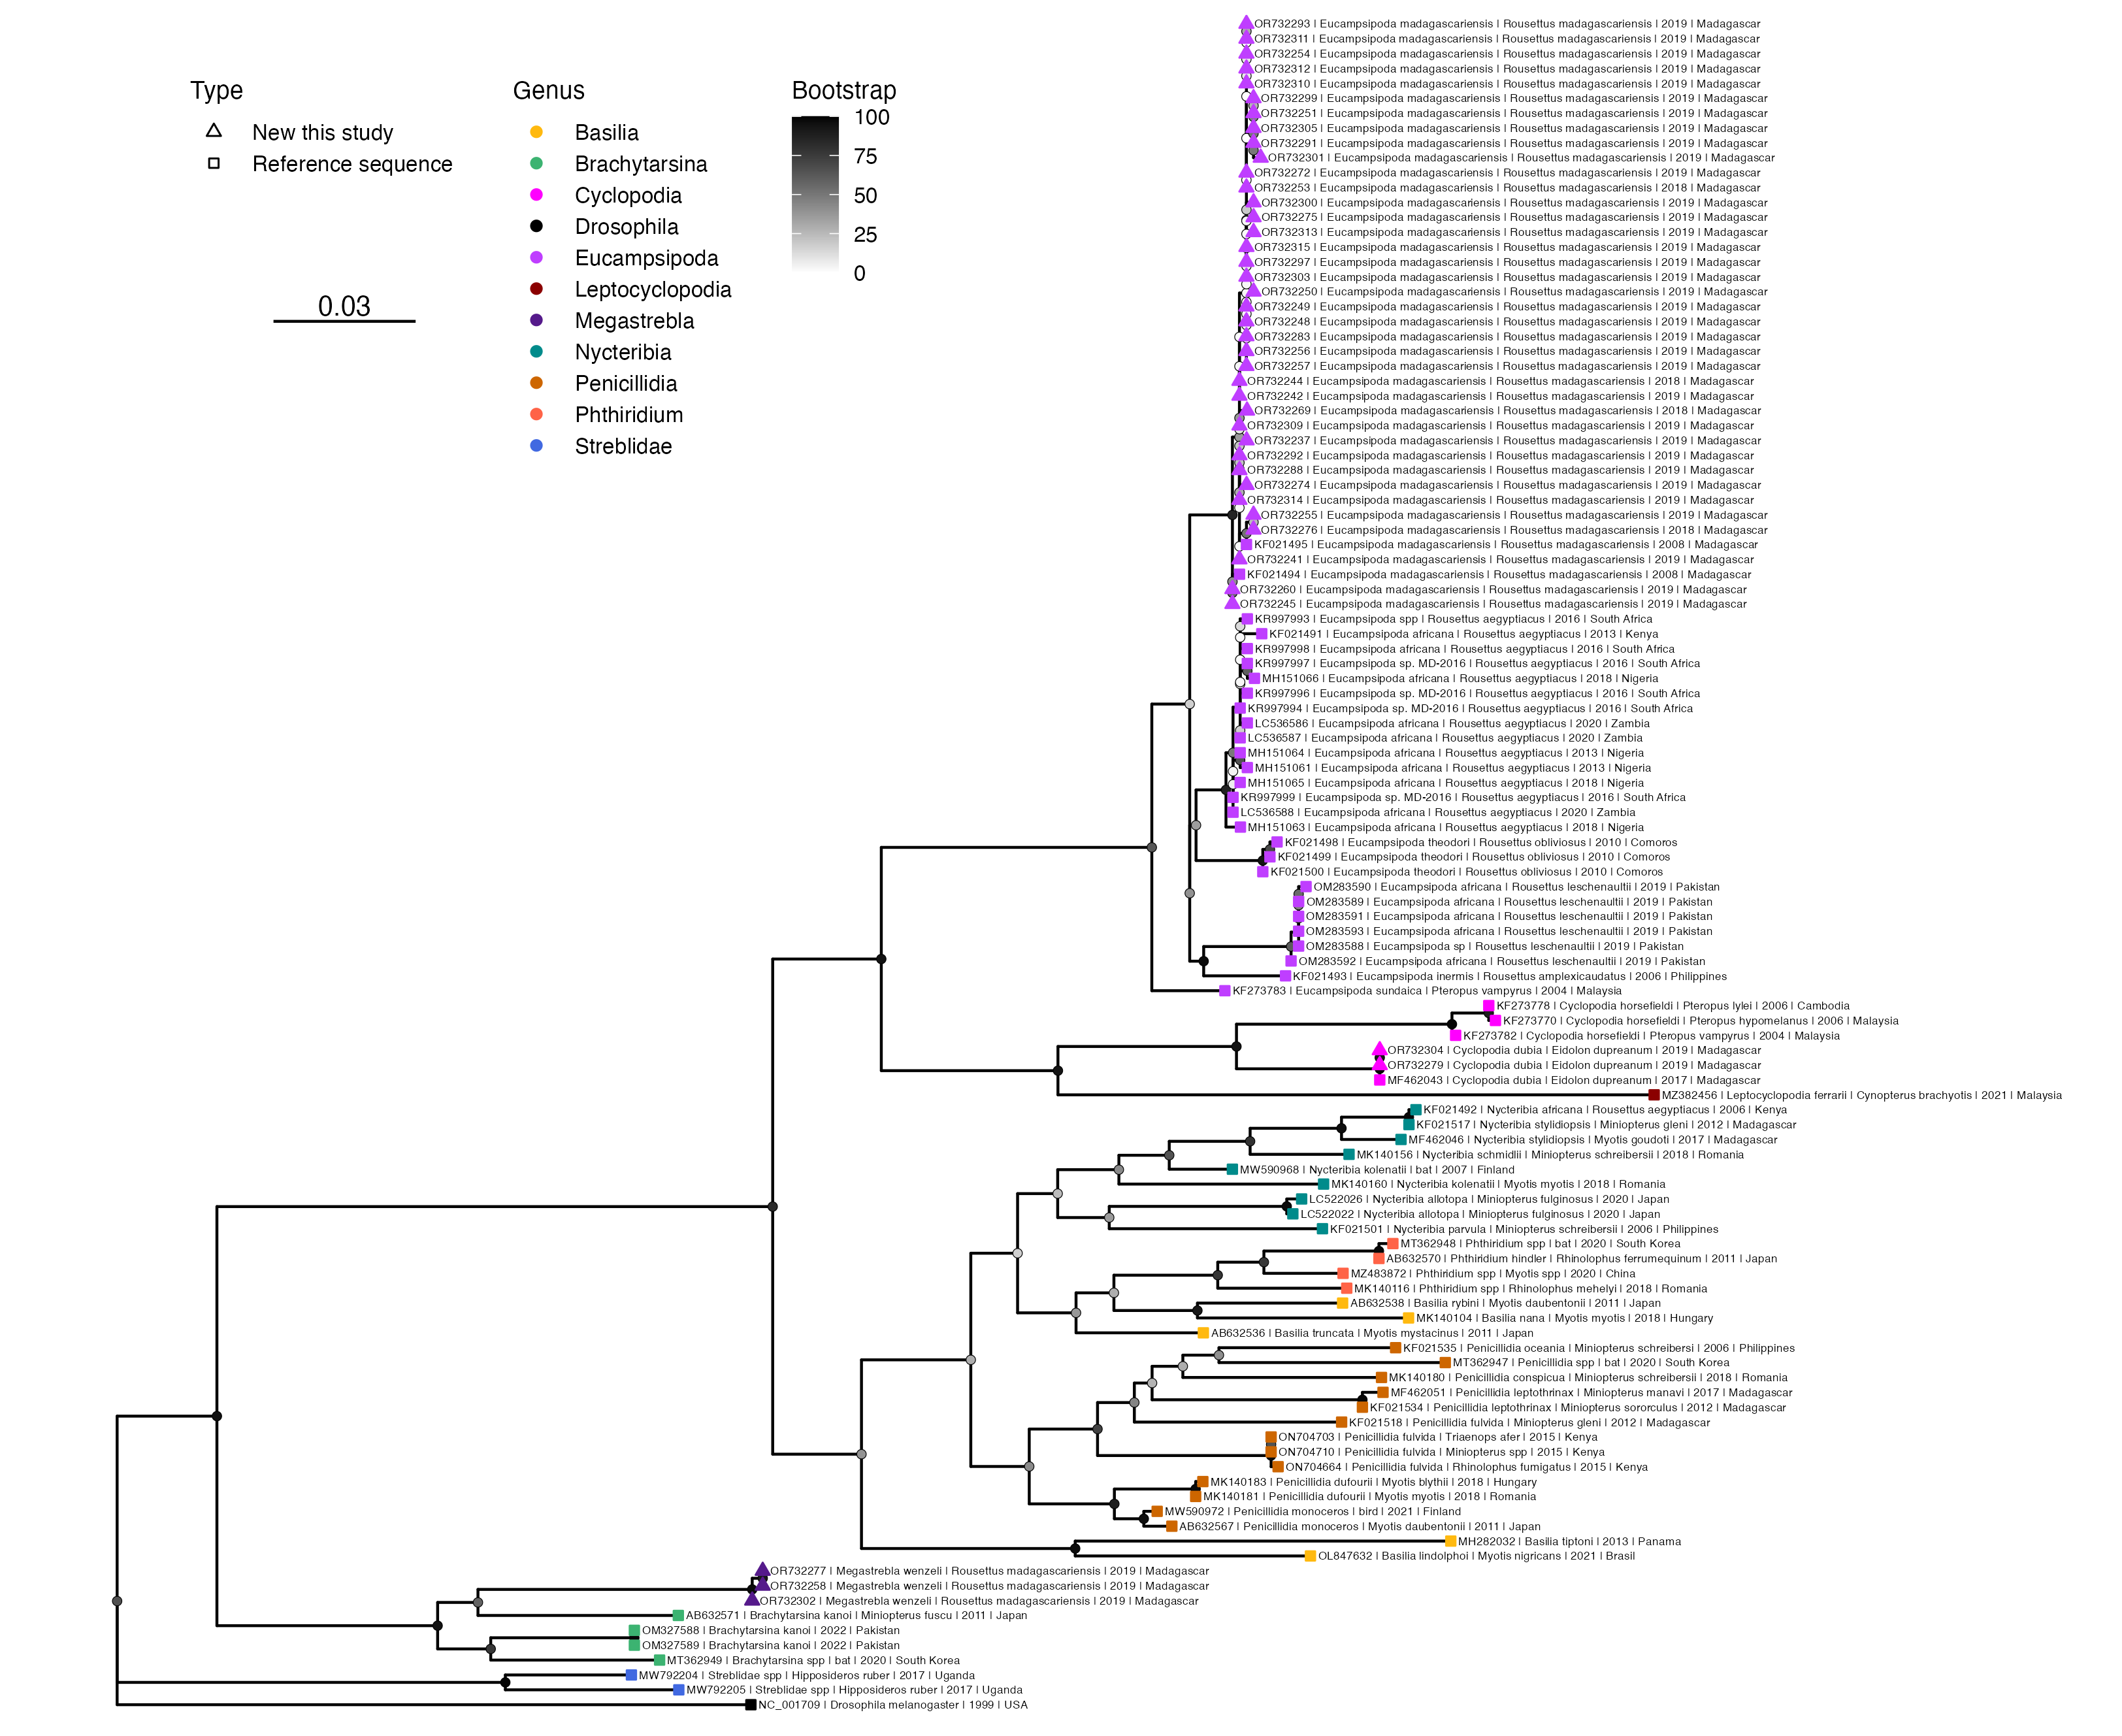 Type
New this study
Reference sequence
0.03
Genus
Basilia
Brachytarsina
Cyclopodia
Drosophila
Eucampsipoda
Leptocyclopodia
Megastrebla
Nycteribia
Penicillidia
Phthiridium
Streblidae
Bootstrap
100
75
50
25
0
OR732293 | Eucampsipoda madagascariensis | Rousettus madagascariensis | 2019 | Madagascar
OR732311 | Eucampsipoda madagascariensis | Rousettus madagascariensis | 2019 | Madagascar
OR732254 | Eucampsipoda madagascariensis | Rousettus madagascariensis | 2019 | Madagascar
OR732312 | Eucampsipoda madagascariensis | Rousettus madagascariensis | 2019 | Madagascar
OR732310 | Eucampsipoda madagascariensis | Rousettus madagascariensis | 2019 | Madagascar
OR732299 | Eucampsipoda madagascariensis | Rousettus madagascariensis | 2019 | Madagascar
OR732251 | Eucampsipoda madagascariensis | Rousettus madagascariensis | 2019 | Madagascar
OR732305 | Eucampsipoda madagascariensis | Rousettus madagascariensis | 2019 | Madagascar
OR732291 | Eucampsipoda madagascariensis | Rousettus madagascariensis | 2019 | Madagascar
OR732301 | Eucampsipoda madagascariensis | Rousettus madagascariensis | 2019 | Madagascar
OR732272 | Eucampsipoda madagascariensis | Rousettus madagascariensis | 2019 | Madagascar
OR732253 | Eucampsipoda madagascariensis | Rousettus madagascariensis | 2018 | Madagascar
OR732300 | Eucampsipoda madagascariensis | Rousettus madagascariensis | 2019 | Madagascar
OR732275 | Eucampsipoda madagascariensis | Rousettus madagascariensis | 2019 | Madagascar
OR732313 | Eucampsipoda madagascariensis | Rousettus madagascariensis | 2019 | Madagascar
OR732315 | Eucampsipoda madagascariensis | Rousettus madagascariensis | 2019 | Madagascar
OR732297 | Eucampsipoda madagascariensis | Rousettus madagascariensis | 2019 | Madagascar
OR732303 | Eucampsipoda madagascariensis | Rousettus madagascariensis | 2019 | Madagascar
OR732250 | Eucampsipoda madagascariensis | Rousettus madagascariensis | 2019 | Madagascar
OR732249 | Eucampsipoda madagascariensis | Rousettus madagascariensis | 2019 | Madagascar
OR732248 | Eucampsipoda madagascariensis | Rousettus madagascariensis | 2019 | Madagascar
OR732283 | Eucampsipoda madagascariensis | Rousettus madagascariensis | 2019 | Madagascar
OR732256 | Eucampsipoda madagascariensis | Rousettus madagascariensis | 2019 | Madagascar
OR732257 | Eucampsipoda madagascariensis | Rousettus madagascariensis | 2019 | Madagascar
OR732244 | Eucampsipoda madagascariensis | Rousettus madagascariensis | 2018 | Madagascar
OR732242 | Eucampsipoda madagascariensis | Rousettus madagascariensis | 2019 | Madagascar
OR732269 | Eucampsipoda madagascariensis | Rousettus madagascariensis | 2018 | Madagascar
OR732309 | Eucampsipoda madagascariensis | Rousettus madagascariensis | 2019 | Madagascar
OR732237 | Eucampsipoda madagascariensis | Rousettus madagascariensis | 2019 | Madagascar
OR732292 | Eucampsipoda madagascariensis | Rousettus madagascariensis | 2019 | Madagascar
OR732288 | Eucampsipoda madagascariensis | Rousettus madagascariensis | 2019 | Madagascar
OR732274 | Eucampsipoda madagascariensis | Rousettus madagascariensis | 2019 | Madagascar
OR732314 | Eucampsipoda madagascariensis | Rousettus madagascariensis | 2019 | Madagascar
OR732255 | Eucampsipoda madagascariensis | Rousettus madagascariensis | 2019 | Madagascar
OR732276 | Eucampsipoda madagascariensis | Rousettus madagascariensis | 2018 | Madagascar
KF021495 | Eucampsipoda madagascariensis | Rousettus madagascariensis | 2008 | Madagascar
OR732241 | Eucampsipoda madagascariensis | Rousettus madagascariensis | 2019 | Madagascar
KF021494 | Eucampsipoda madagascariensis | Rousettus madagascariensis | 2008 | Madagascar
OR732260 | Eucampsipoda madagascariensis | Rousettus madagascariensis | 2019 | Madagascar
OR732245 | Eucampsipoda madagascariensis | Rousettus madagascariensis | 2019 | Madagascar
KR997993 | Eucampsipoda spp | Rousettus aegyptiacus | 2016 | South Africa
KF021491 | Eucampsipoda africana | Rousettus aegyptiacus | 2013 | Kenya
KR997998 | Eucampsipoda africana | Rousettus aegyptiacus | 2016 | South Africa
KR997997 | Eucampsipoda sp. MD-2016 | Rousettus aegyptiacus | 2016 | South Africa
MH151066 | Eucampsipoda africana | Rousettus aegyptiacus | 2018 | Nigeria
KR997996 | Eucampsipoda sp. MD-2016 | Rousettus aegyptiacus | 2016 | South Africa
KR997994 | Eucampsipoda sp. MD-2016 | Rousettus aegyptiacus | 2016 | South Africa
LC536586 | Eucampsipoda africana | Rousettus aegyptiacus | 2020 | Zambia
LC536587 | Eucampsipoda africana | Rousettus aegyptiacus | 2020 | Zambia
MH151064 | Eucampsipoda africana | Rousettus aegyptiacus | 2013 | Nigeria
MH151061 | Eucampsipoda africana | Rousettus aegyptiacus | 2013 | Nigeria
MH151065 | Eucampsipoda africana | Rousettus aegyptiacus | 2018 | Nigeria
KR997999 | Eucampsipoda sp. MD-2016 | Rousettus aegyptiacus | 2016 | South Africa
LC536588 | Eucampsipoda africana | Rousettus aegyptiacus | 2020 | Zambia
MH151063 | Eucampsipoda africana | Rousettus aegyptiacus | 2018 | Nigeria
KF021498 | Eucampsipoda theodori | Rousettus obliviosus | 2010 | Comoros
KF021499 | Eucampsipoda theodori | Rousettus obliviosus | 2010 | Comoros
KF021500 | Eucampsipoda theodori | Rousettus obliviosus | 2010 | Comoros
OM283590 | Eucampsipoda africana | Rousettus leschenaultii | 2019 | Pakistan
OM283589 | Eucampsipoda africana | Rousettus leschenaultii | 2019 | Pakistan
OM283591 | Eucampsipoda africana | Rousettus leschenaultii | 2019 | Pakistan
OM283593 | Eucampsipoda africana | Rousettus leschenaultii | 2019 | Pakistan
OM283588 | Eucampsipoda sp | Rousettus leschenaultii | 2019 | Pakistan
OM283592 | Eucampsipoda africana | Rousettus leschenaultii | 2019 | Pakistan
KF021493 | Eucampsipoda inermis | Rousettus amplexicaudatus | 2006 | Philippines
KF273783 | Eucampsipoda sundaica | Pteropus vampyrus | 2004 | Malaysia
KF273778 | Cyclopodia horsefieldi | Pteropus lylei | 2006 | Cambodia
KF273770 | Cyclopodia horsefieldi | Pteropus hypomelanus | 2006 | Malaysia
KF273782 | Cyclopodia horsefieldi | Pteropus vampyrus | 2004 | Malaysia
OR732304 | Cyclopodia dubia | Eidolon dupreanum | 2019 | Madagascar
OR732279 | Cyclopodia dubia | Eidolon dupreanum | 2019 | Madagascar
MF462043 | Cyclopodia dubia | Eidolon dupreanum | 2017 | Madagascar
MZ382456 | Leptocyclopodia ferrarii | Cynopterus brachyotis | 2021 | Malaysia
KF021492 | Nycteribia africana | Rousettus aegyptiacus | 2006 | Kenya
KF021517 | Nycteribia stylidiopsis | Miniopterus gleni | 2012 | Madagascar
MF462046 | Nycteribia stylidiopsis | Myotis goudoti | 2017 | Madagascar
MK140156 | Nycteribia schmidlii | Miniopterus schreibersii | 2018 | Romania
MW590968 | Nycteribia kolenatii | bat | 2007 | Finland
MK140160 | Nycteribia kolenatii | Myotis myotis | 2018 | Romania
LC522026 | Nycteribia allotopa | Miniopterus fulginosus | 2020 | Japan
LC522022 | Nycteribia allotopa | Miniopterus fulginosus | 2020 | Japan
KF021501 | Nycteribia parvula | Miniopterus schreibersii | 2006 | Philippines
MT362948 | Phthiridium spp | bat | 2020 | South Korea
AB632570 | Phthiridium hindler | Rhinolophus ferrumequinum | 2011 | Japan
MZ483872 | Phthiridium spp | Myotis spp | 2020 | China
MK140116 | Phthiridium spp | Rhinolophus mehelyi | 2018 | Romania
AB632538 | Basilia rybini | Myotis daubentonii | 2011 | Japan
MK140104 | Basilia nana | Myotis myotis | 2018 | Hungary
AB632536 | Basilia truncata | Myotis mystacinus | 2011 | Japan
KF021535 | Penicillidia oceania | Miniopterus schreibersi | 2006 | Philippines
MT362947 | Penicillidia spp | bat | 2020 | South Korea
MK140180 | Penicillidia conspicua | Miniopterus schreibersii | 2018 | Romania
MF462051 | Penicillidia leptothrinax | Miniopterus manavi | 2017 | Madagascar
KF021534 | Penicillidia leptothrinax | Miniopterus sororculus | 2012 | Madagascar
KF021518 | Penicillidia fulvida | Miniopterus gleni | 2012 | Madagascar
ON704703 | Penicillidia fulvida | Triaenops afer | 2015 | Kenya
ON704710 | Penicillidia fulvida | Miniopterus spp | 2015 | Kenya
ON704664 | Penicillidia fulvida | Rhinolophus fumigatus | 2015 | Kenya
MK140183 | Penicillidia dufourii | Myotis blythii | 2018 | Hungary
MK140181 | Penicillidia dufourii | Myotis myotis | 2018 | Romania
MW590972 | Penicillidia monoceros | bird | 2021 | Finland
AB632567 | Penicillidia monoceros | Myotis daubentonii | 2011 | Japan
MH282032 | Basilia tiptoni | 2013 | Panama
OL847632 | Basilia lindolphoi | Myotis nigricans | 2021 | Brasil
OR732277 | Megastrebla wenzeli | Rousettus madagascariensis | 2019 | Madagascar
OR732258 | Megastrebla wenzeli | Rousettus madagascariensis | 2019 | Madagascar
OR732302 | Megastrebla wenzeli | Rousettus madagascariensis | 2019 | Madagascar
AB632571 | Brachytarsina kanoi | Miniopterus fuscu | 2011 | Japan
OM327588 | Brachytarsina kanoi | 2022 | Pakistan
OM327589 | Brachytarsina kanoi | 2022 | Pakistan
MT362949 | Brachytarsina spp | bat | 2020 | South Korea
MW792204 | Streblidae spp | Hipposideros ruber | 2017 | Uganda
MW792205 | Streblidae spp | Hipposideros ruber | 2017 | Uganda
NC_001709 | Drosophila melanogaster | 1999 | USA